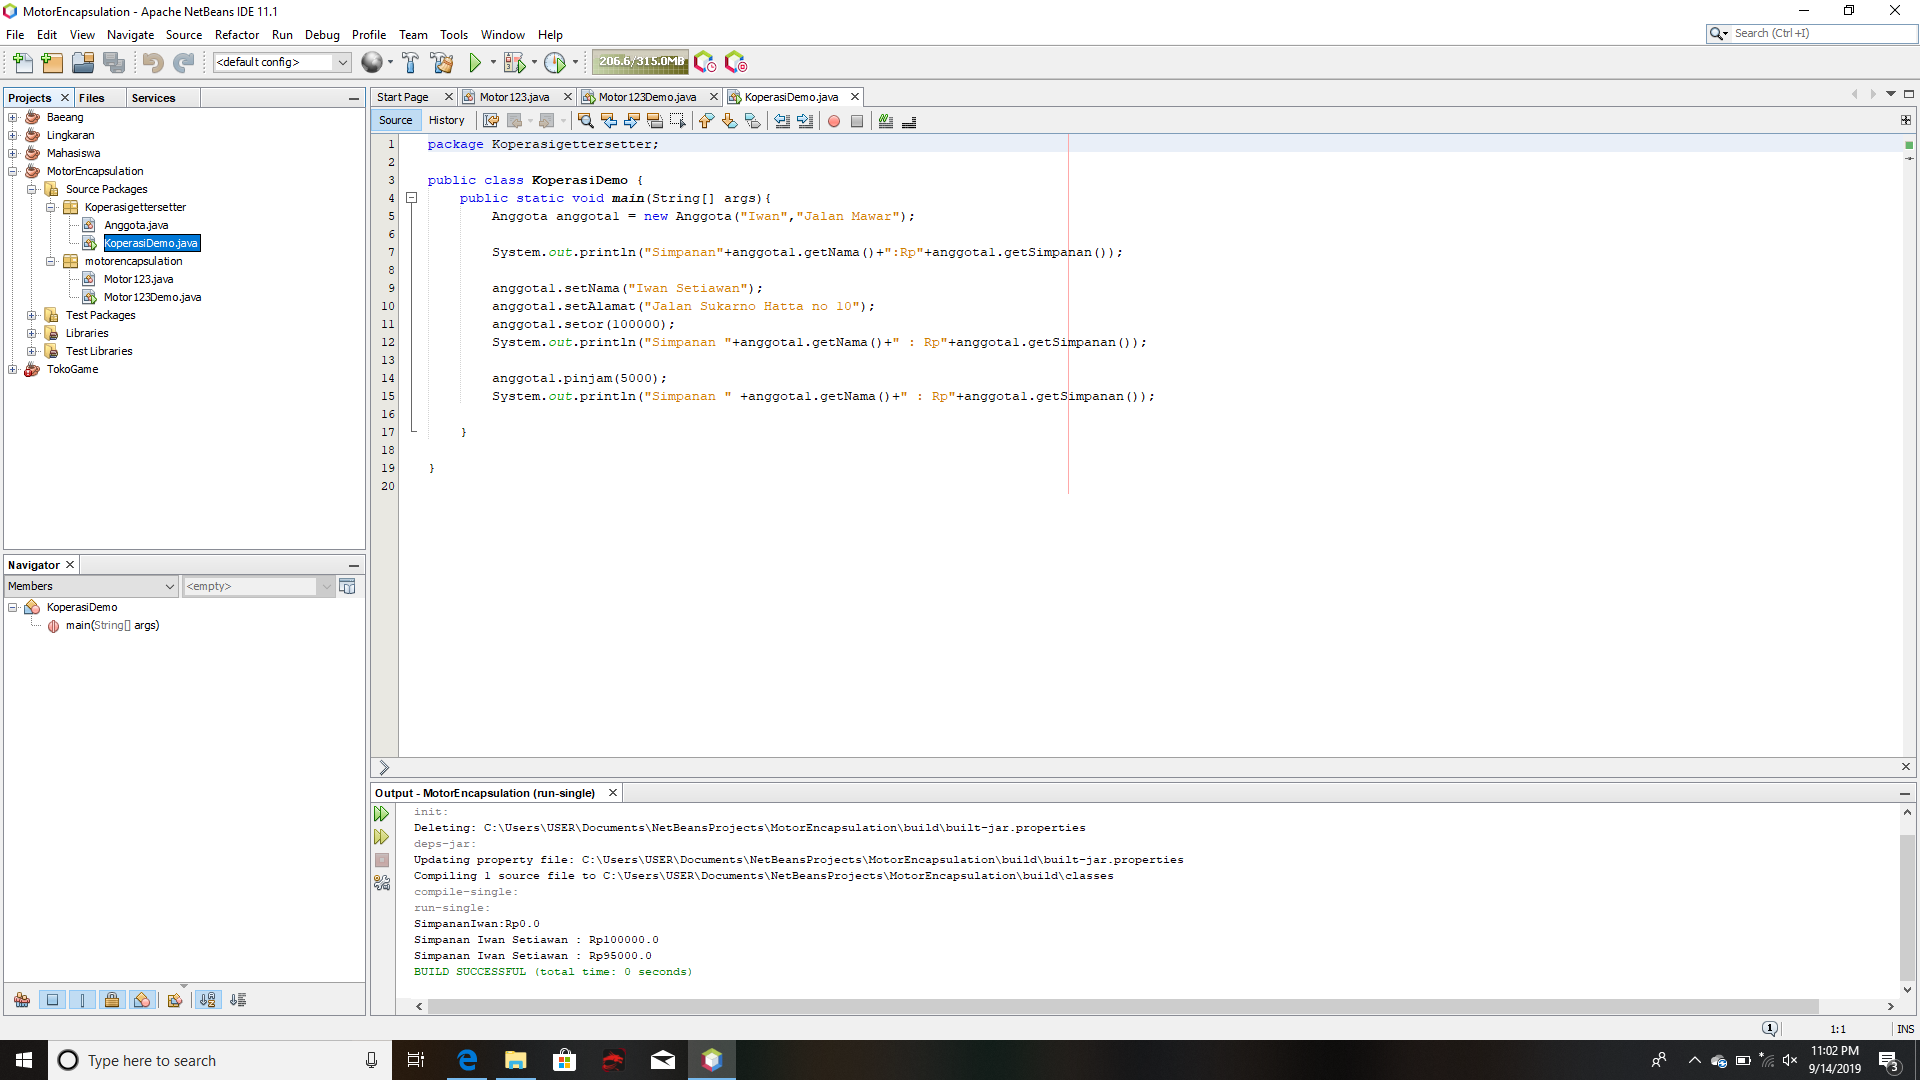 MotorEncapsulation - Apache NetBeans IDE 11.1
File Edit View Navigate Source Refactor Run Debug Profile Team Tools Window Help
Search (Ctrl+I)
<default config>
206.6/315.0MB
Projects
Files
Services
Baeang
Lingkaran
Mahasiswa
MotorEncapsulation
Source Packages
Koperasigettersetter
Anggota.java
KoperasiDemo.java
motorencapsulation
Motor123.java
Motor123Demo.java
Test Packages
Libraries
Test Libraries
TokoGame
Navigator
Members
<empty>
KoperasiDemo
main(String[] args)
Start Page
Motor123.java
Motor123Demo.java
KoperasiDemo.java
Source
History
1 package Koperasigettersetter;
2
3 public class KoperasiDemo {
4 public static void main(String[] args){
5 Anggota anggota1 = new Anggota("Iwan","Jalan Mawar");
6
7 System.out.println("Simpanan"+anggota1.getNama()+":Rp"+anggota1.getSimpanan());
8
9 anggota1.setNama("Iwan Setiawan");
10 anggota1.setAlamat("Jalan Sukarno Hatta no 10");
11 anggota1.setor(100000);
12 System.out.println("Simpanan "+anggota1.getNama()+" : Rp"+anggota1.getSimpanan());
13
14 anggota1.pinjam(5000);
15 System.out.println("Simpanan " +anggota1.getNama()+" : Rp"+anggota1.getSimpanan());
16
17 }
18
19 }
20
Output - MotorEncapsulation (run-single)
init:
Deleting: C:\Users\USER\Documents\NetBeansProjects\MotorEncapsulation\build\built-jar.properties
deps-jar:
Updating property file: C:\Users\USER\Documents\NetBeansProjects\MotorEncapsulation\build\built-jar.properties
Compiling 1 source file to C:\Users\USER\Documents\NetBeansProjects\MotorEncapsulation\build\classes
compile-single:
run-single:
SimpananIwan:Rp0.0
Simpanan Iwan Setiawan : Rp100000.0
Simpanan Iwan Setiawan : Rp95000.0
BUILD SUCCESSFUL (total time: 0 seconds)
1
1:1
INS
Type here to search
11:02 PM
9/14/2019
3